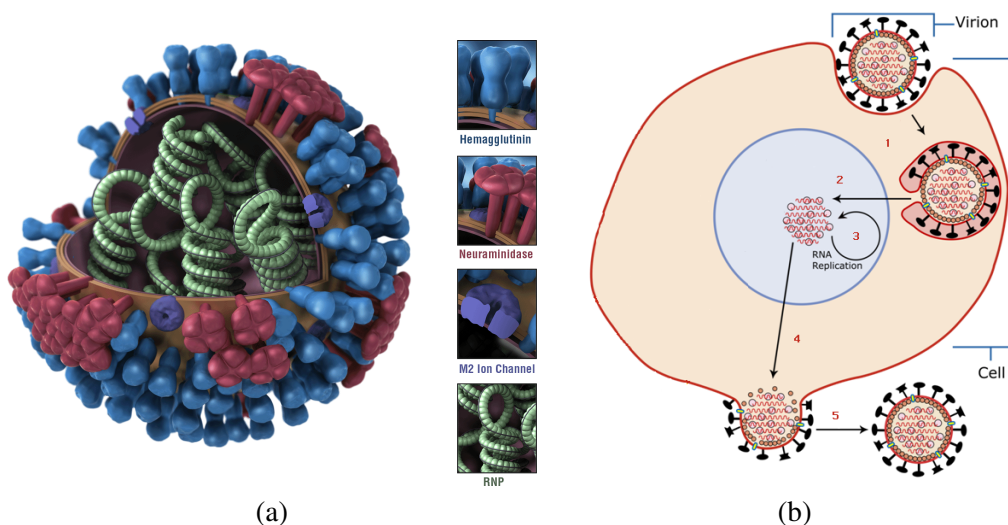 Hemagglutinin
Neuraminidase
M2 Ion Channel
RNP
(a)
Virion
1
2
3
RNA
Replication
4
Cell
5
(b)